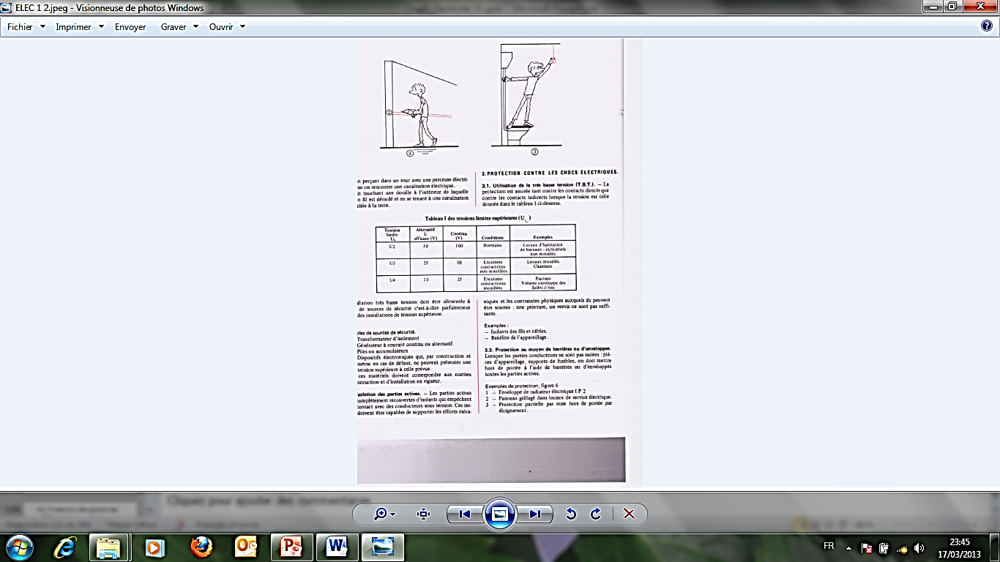 ELEC 1 2.jpeg - Visionneuse de photos Windows
Fichier Imprimer Envoyer Graver Ouvrir
2
3
n perçant dans un mur avec une perceuse électri-
ue on rencontre une canalisation électrique.
n touchant une douille à l'intérieur de laquelle
n fil est dénudé et en se tenant à une canalisation
eliée à la terre.
3. PROTECTION CONTRE LES CHOCS ELECTRIQUES.
3.1. Utilisation de la très basse tension (T.B.T.). — La
protection est assurée tant contre les contacts directs que
contre les contacts indirects lorsque la tension est celle
donnée dans le tableau I ci-dessous.
Tableau I des tensions limites supérieures (UL)
Tension limite UL Alternatif U efficace (V) Continu (V) Conditions Exemples
U2 50 100 Normales Locaux d'habitation de bureaux - industriels non mouillés
U3 25 50 Enceintes conductrices non mouillées Locaux mouillés Chantiers
U4 12 25 Enceintes conductrices mouillées Piscines Volume enveloppe des Salles d'eau
allation très basse tension doit être alimentée à
de sources de sécurité c'est-à-dire parfaitement
des installations de tension supérieure.
ples de sources de sécurité.
Transformateur d'isolement
Générateur à courant continu ou alternatif.
Piles ou accumulateurs
Dispositifs électroniques qui, par construction et
même en cas de défaut, ne peuvent présenter une
tension supérieure à celle prévue.
ces matériels doivent correspondre aux normes
nstruction et d'installation en vigueur.
solation des parties actives. — Les parties actives
complètement recouvertes d'isolants qui empêchent
contact avec des conducteurs sous tension. Ces iso-
doivent être capables de supporter les efforts méca-
niques et les contraintes physiques auxquels ils peuvent
être soumis : une peinture, un vernis ne sont pas suffi-
sants.
Exemples :
— Isolants des fils et câbles.
— Bakélite de l'appareillage.
3.3. Protection au moyen de barrières ou d'enveloppes.
Lorsque les parties conductrices ne sont pas isolées : piè-
ces d'appareillage, supports de fusibles, on doit mettre
hors de portée à l'aide de barrières ou d'enveloppes
toutes les parties actives.
Exemples de protection, figure 6
1 — Enveloppe de radiateur électrique I P 2
2 — Panneau grillagé dans locaux de service électrique.
3 — Protection partielle par mise hors de portée par
éloignement.
Cliquez pour ajouter des commentaires
FR
23:45
17/03/2013